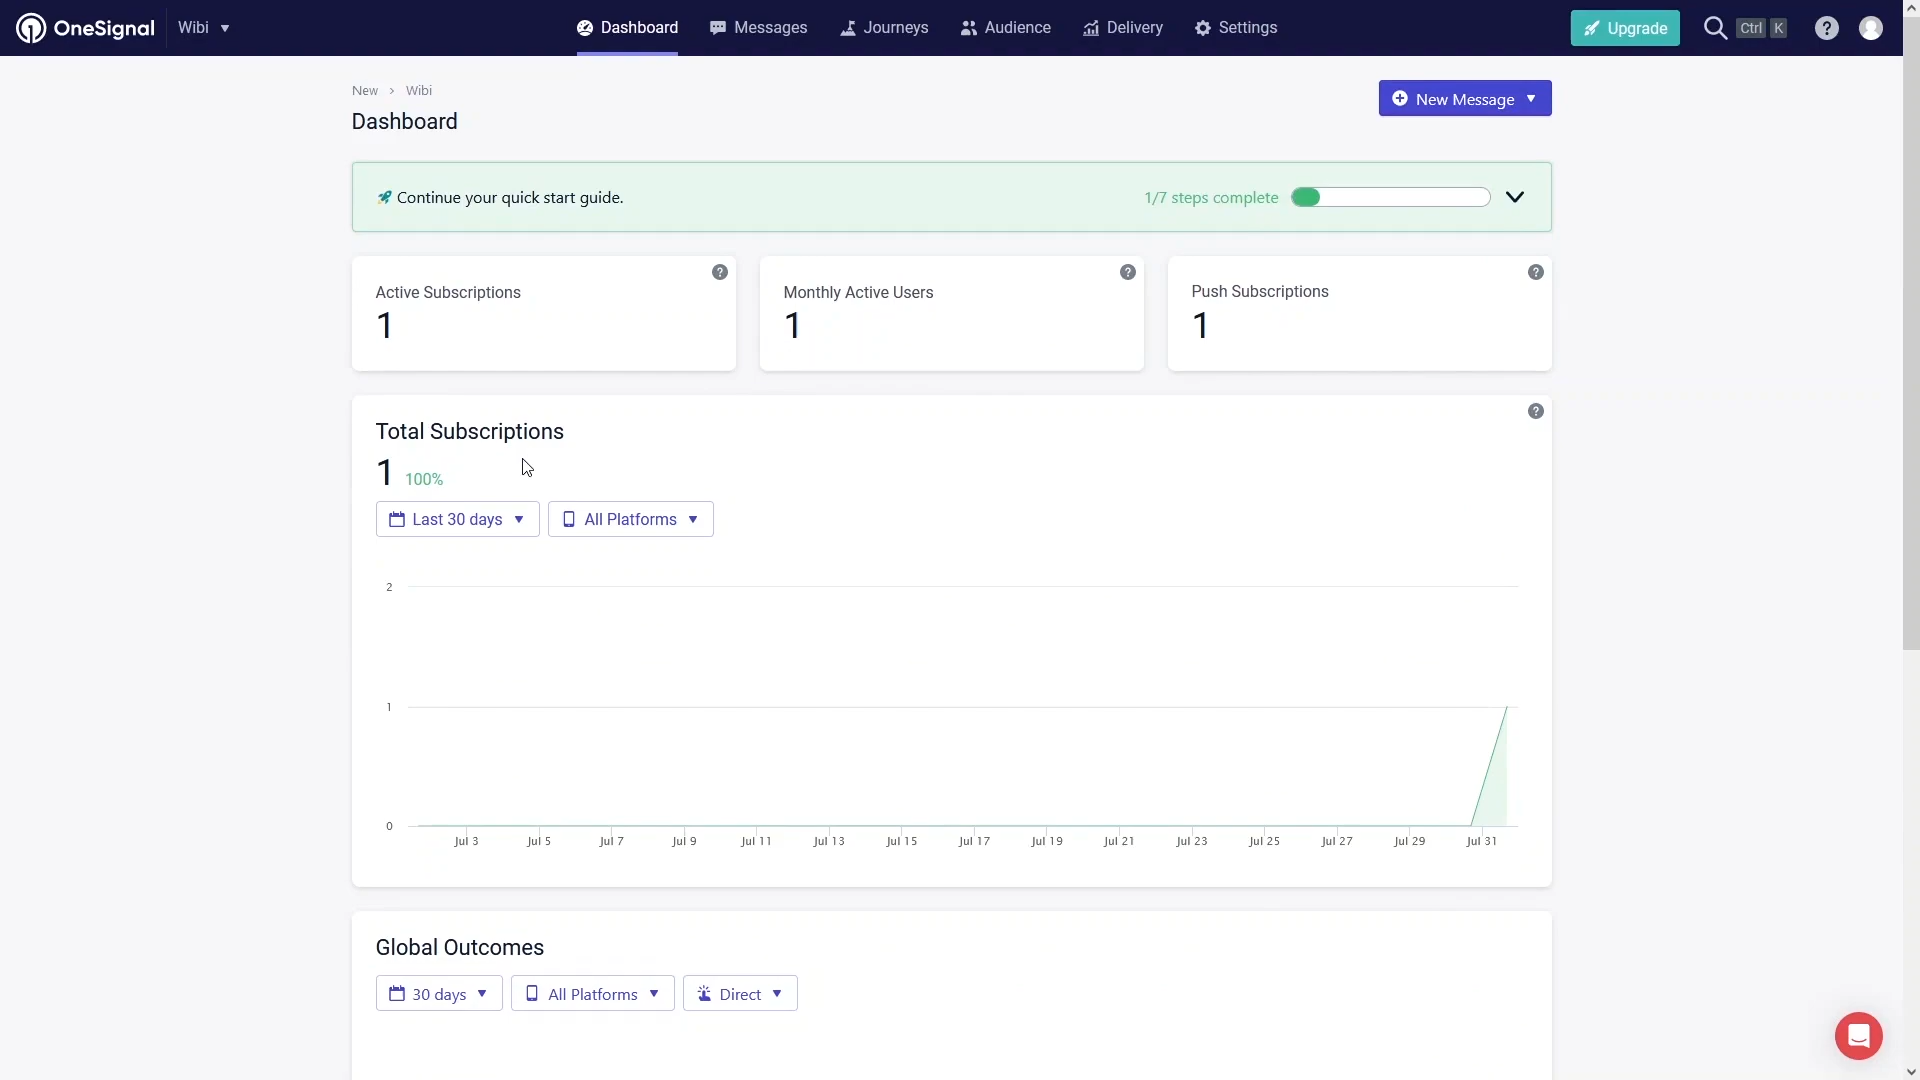 OneSignal Wibi Dashboard Messages Journeys Audience Delivery Settings Upgrade Ctrl K ?
New > Wibi
New Message
Dashboard
Continue your quick start guide. 1/7 steps complete
Active Subscriptions ?
1
Monthly Active Users ?
1
Push Subscriptions ?
1
Total Subscriptions ?
1 100%
Last 30 days All Platforms
2
1
0
Jul 3 Jul 5 Jul 7 Jul 9 Jul 11 Jul 13 Jul 15 Jul 17 Jul 19 Jul 21 Jul 23 Jul 25 Jul 27 Jul 29 Jul 31
Global Outcomes
30 days All Platforms Direct